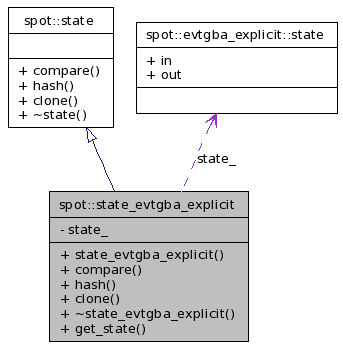 spot::state
+ compare()
+ hash()
+ clone()
+ ~state()
spot::evtgba_explicit::state
+ in
+ out
state_
spot::state_evtgba_explicit
- state_
+ state_evtgba_explicit()
+ compare()
+ hash()
+ clone()
+ ~state_evtgba_explicit()
+ get_state()